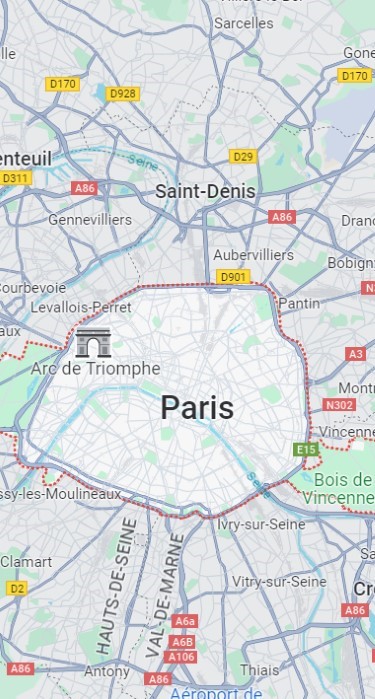 Sarcelles
Gone
D170
D170
D928
D29
enteuil
Seine
D311
A86
Saint-Denis
Gennevilliers
A86
Dran
Aubervilliers
Bobign
D901
Courbevoie
Levallois-Perret
Pantin
N
aux
Arc de Triomphe
A3
Mont
Paris
N302
Vincenne
E15
Seine
Bois de
Vincenne
ssy-les-Moulineaux
Ivry-sur-Seine
HAUTS-DE-SEINE
VAL-DE-MARNE
Clamart
Sa
Vitry-sur-Seine
D2
Cr
A86
A6a
A6B
A106
A86
Antony
A86
Thiais
Aéroport de